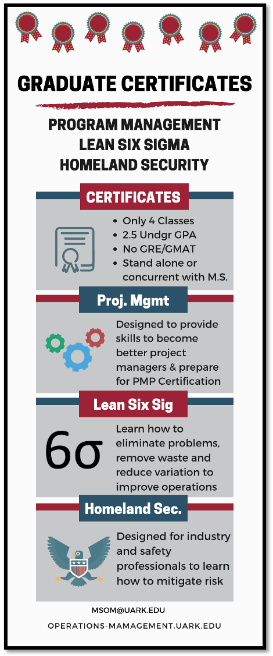 GRADUATE CERTIFICATES
PROGRAM MANAGEMENT
LEAN SIX SIGMA
HOMELAND SECURITY
CERTIFICATES
• Only 4 Classes
• 2.5 Undgr GPA
• No GRE/GMAT
• Stand alone or
concurrent with M.S.
Proj. Mgmt
Designed to provide
skills to become
better project
managers & prepare
for PMP Certification
Lean Six Sig
6σ
Learn how to
eliminate problems,
remove waste and
reduce variation to
improve operations
Homeland Sec.
Designed for industry
and safety
professionals to learn
how to mitigate risk
MSOM@UARK.EDU
OPERATIONS-MAMAGEMENT.UARK.EDU